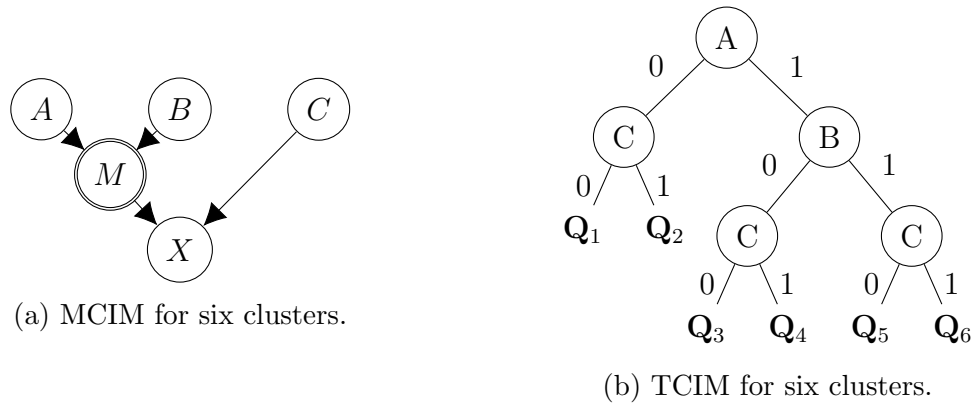 A B C
M
X
(a) MCIM for six clusters.
A
0 1
C B
0 1 0 1
Q₁ Q₂ C C
0 1 0 1
Q₃ Q₄ Q₅ Q₆
(b) TCIM for six clusters.